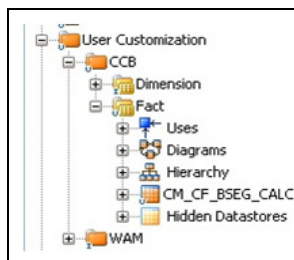 User Customization
CCB
Dimension
Fact
Uses
Diagrams
Hierarchy
CM_CF_BSEG_CALC
Hidden Datastores
WAM